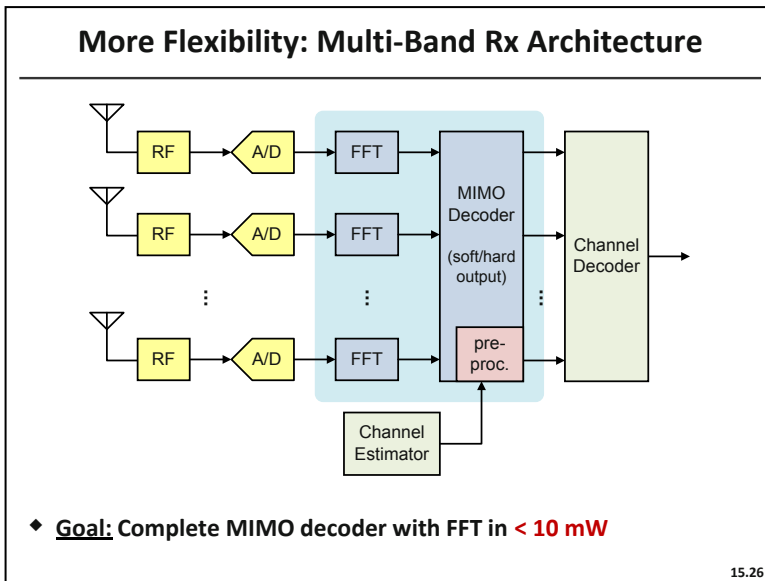 More Flexibility: Multi-Band Rx Architecture
RF
A/D
FFT
RF
A/D
FFT
...
...
...
RF
A/D
FFT
MIMO
Decoder
(soft/hard
output)
pre-
proc.
Channel
Decoder
Channel
Estimator
◆ Goal: Complete MIMO decoder with FFT in < 10 mW
15.26